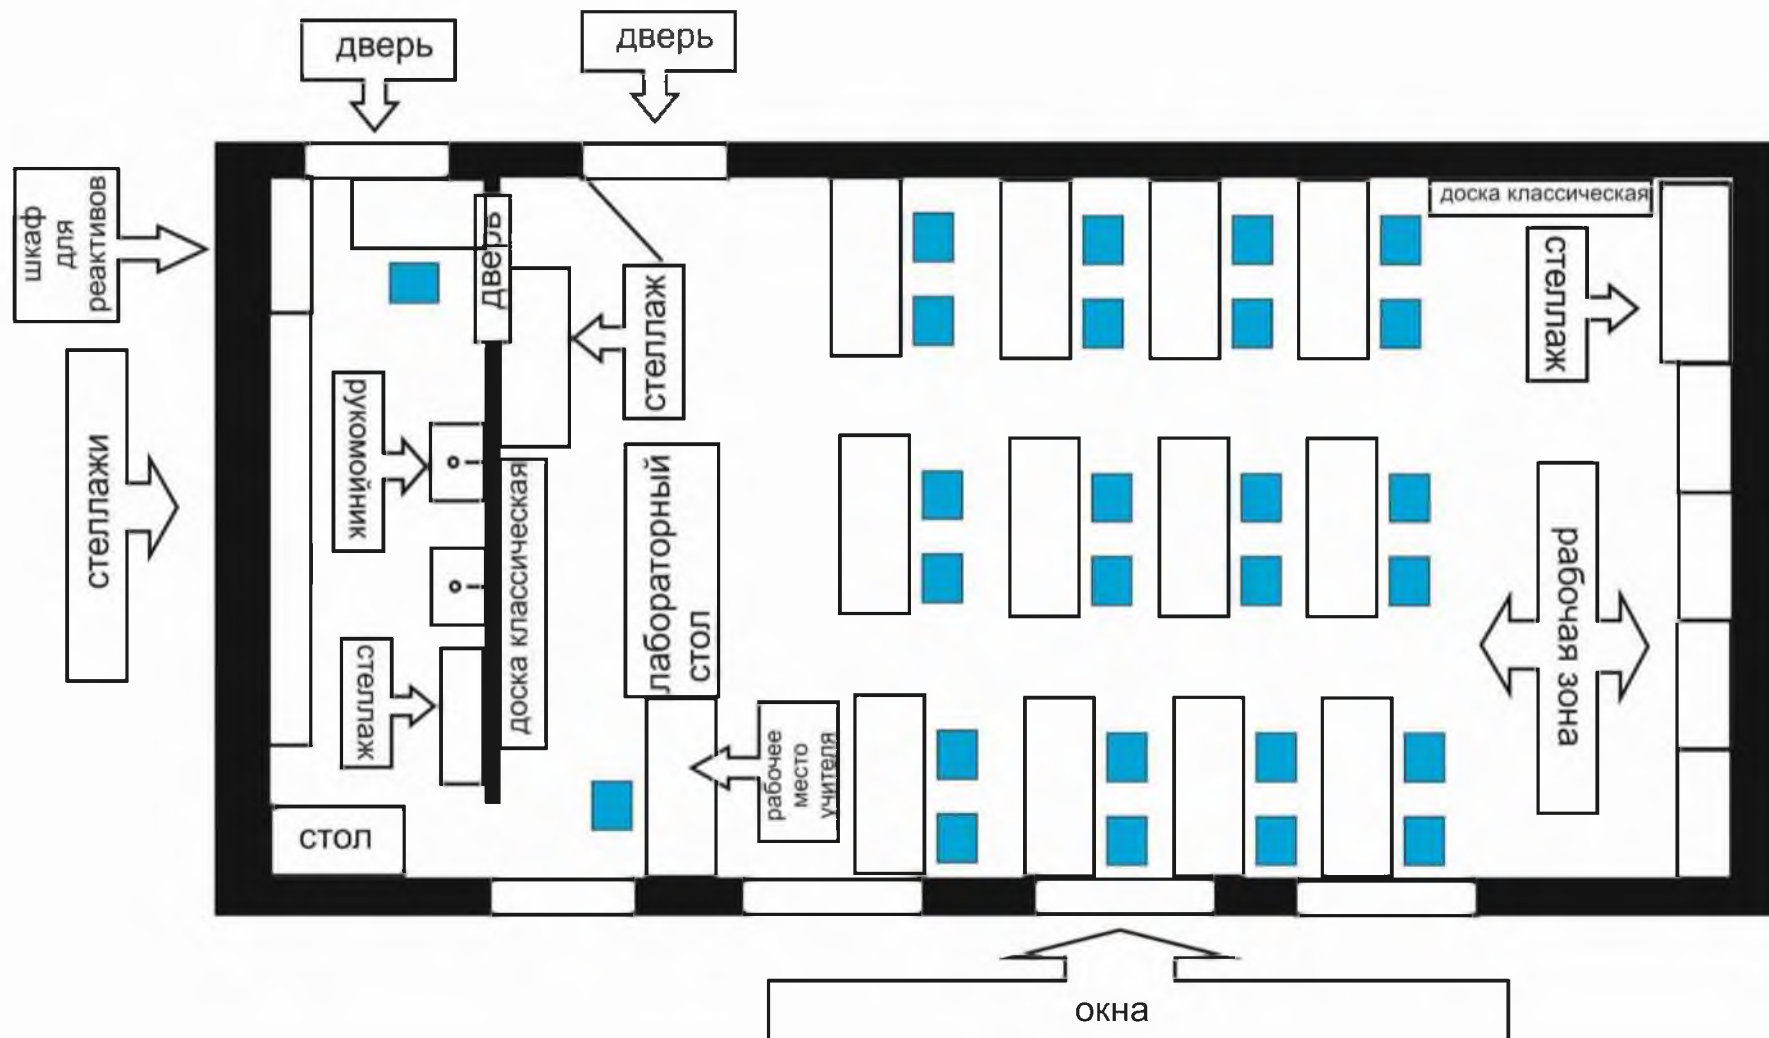 дверь
дверь
шкаф
для
реактивов
дверь
доска классическая
стеллаж
стеллаж
стеллажи
рукомойник
доска классическая
лабораторный
стол
рабочая зона
стеллаж
рабочее
место
учителя
стол
окна